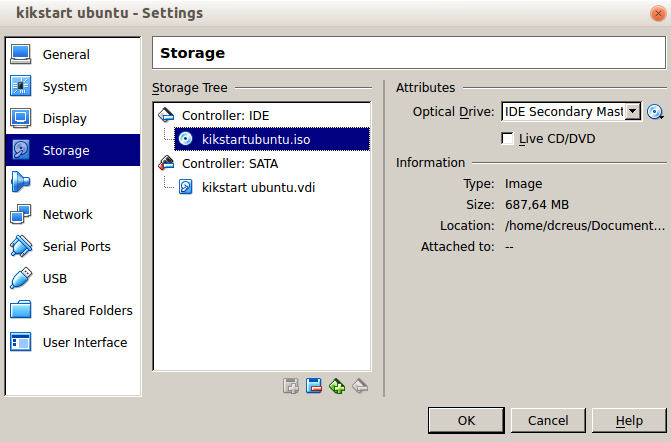 kikstart ubuntu - Settings
General
System
Display
Storage
Audio
Network
Serial Ports
USB
Shared Folders
User Interface
Storage
Storage Tree
Controller: IDE
kikstartubuntu.iso
Controller: SATA
kikstart ubuntu.vdi
Attributes
Optical Drive: IDE Secondary Mast
Live CD/DVD
Information
Type: Image
Size: 687,64 MB
Location: /home/dcreus/Document...
Attached to: --
OK Cancel Help